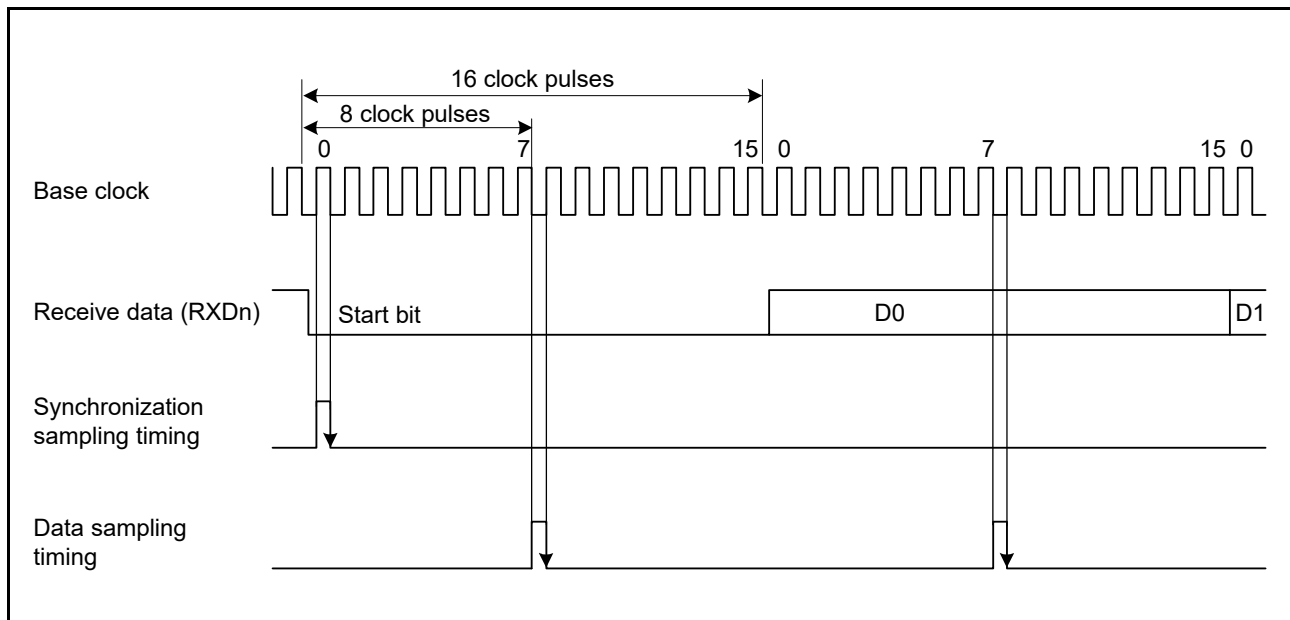 16 clock pulses
8 clock pulses
0 7 15 0 7 15 0
Base clock
Receive data (RXDn)
Start bit
D0
D1
Synchronization
sampling timing
Data sampling
timing